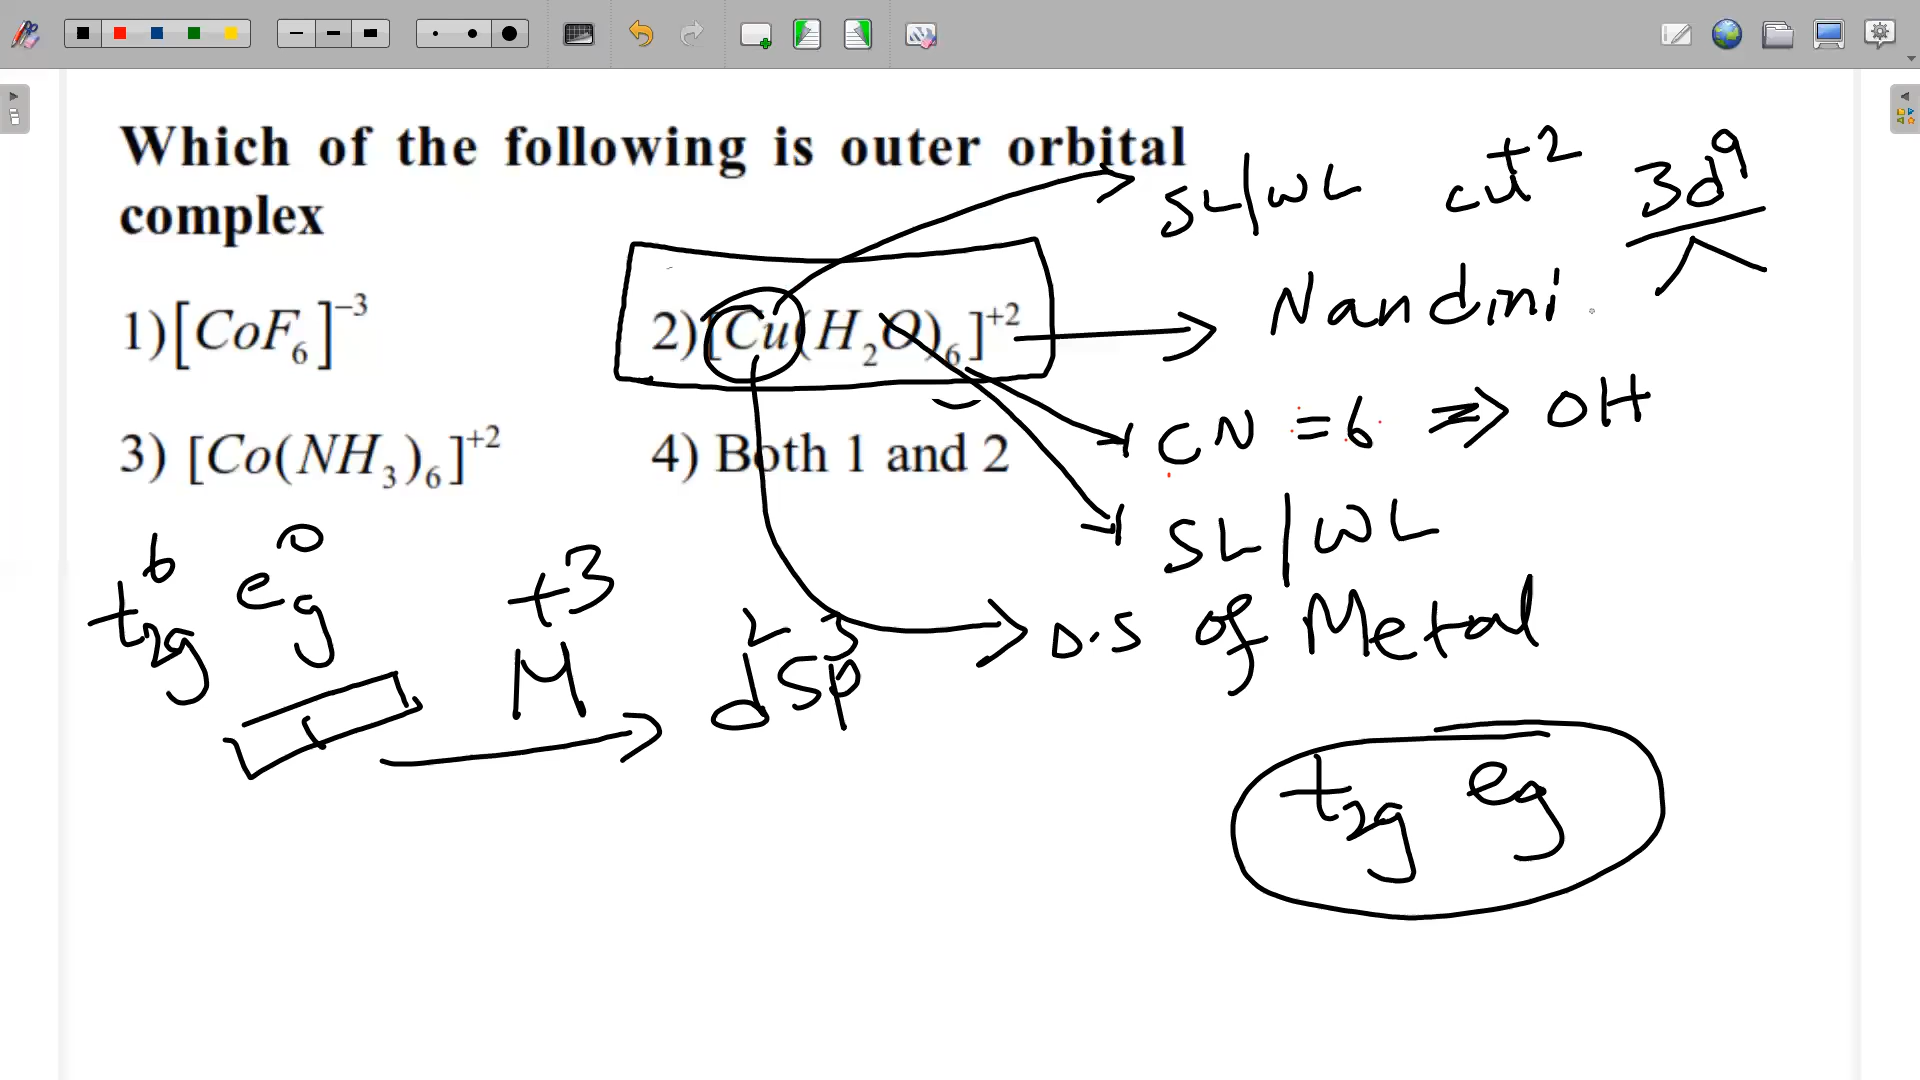 Which of the following is outer orbital
complex
1) [CoF₆]⁻³
2) [Cu(H₂O)₆]⁺²
3) [Co(NH₃)₆]⁺²
4) Both 1 and 2
SL/WL Cu⁺² 3d⁹
Nandini
CN = 6 ⇒ OH
SL/WL
O.S of Metal
t₂g⁶ eg⁰
+3
M → d²sp³
t₂g eg